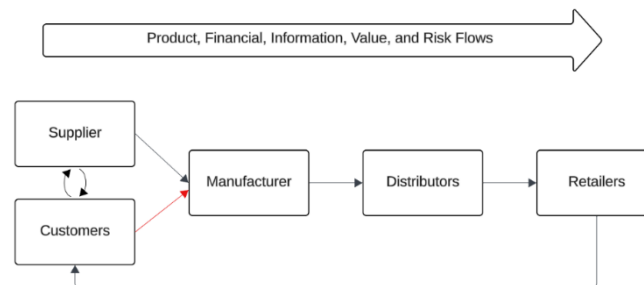 Product, Financial, Information, Value, and Risk Flows
Supplier
Manufacturer
Distributors
Retailers
Customers